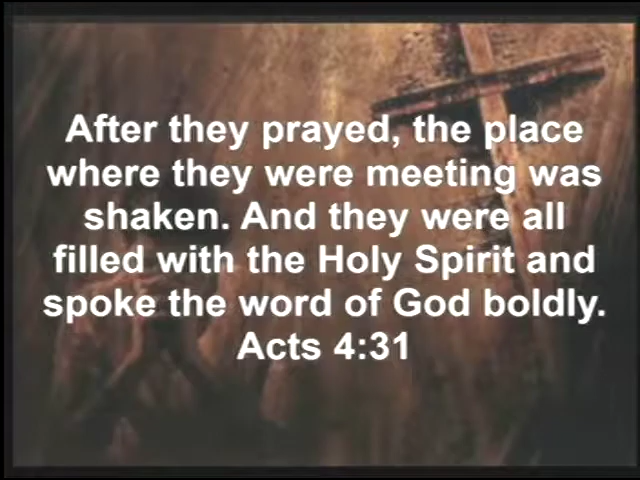 After they prayed, the place
where they were meeting was
shaken. And they were all
filled with the Holy Spirit and
spoke the word of God boldly.
Acts 4:31